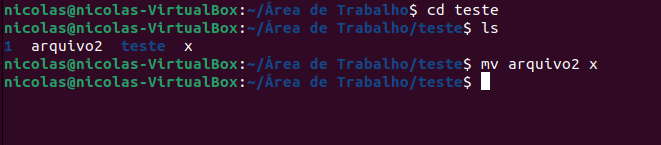 nicolas@nicolas-VirtualBox:~/Área de Trabalho$ cd teste
nicolas@nicolas-VirtualBox:~/Área de Trabalho/teste$ ls
1  arquivo2  teste  x
nicolas@nicolas-VirtualBox:~/Área de Trabalho/teste$ mv arquivo2 x
nicolas@nicolas-VirtualBox:~/Área de Trabalho/teste$